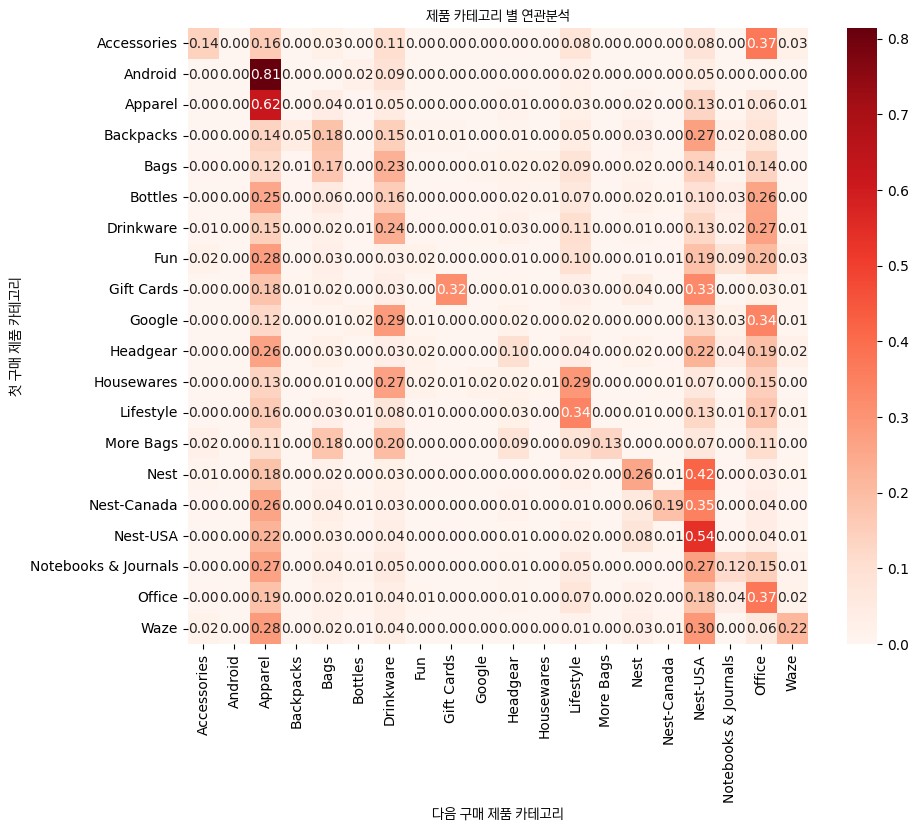 제품 카테고리 별 연관분석
첫 구매 제품 카테고리
Accessories 0.14 0.00 0.16 0.00 0.03 0.00 0.11 0.00 0.00 0.00 0.00 0.00 0.08 0.00 0.00 0.00 0.08 0.00 0.37 0.03
Android 0.00 0.00 0.81 0.00 0.00 0.02 0.09 0.00 0.00 0.00 0.00 0.00 0.02 0.00 0.00 0.00 0.05 0.00 0.00 0.00
Apparel 0.00 0.00 0.62 0.00 0.04 0.01 0.05 0.00 0.00 0.00 0.01 0.00 0.03 0.00 0.02 0.00 0.13 0.01 0.06 0.01
Backpacks 0.00 0.00 0.14 0.05 0.18 0.00 0.15 0.01 0.01 0.00 0.01 0.00 0.05 0.00 0.03 0.00 0.27 0.02 0.08 0.00
Bags 0.00 0.00 0.12 0.01 0.17 0.00 0.23 0.00 0.00 0.01 0.02 0.02 0.09 0.00 0.02 0.00 0.14 0.01 0.14 0.00
Bottles 0.00 0.00 0.25 0.00 0.06 0.00 0.16 0.00 0.00 0.00 0.02 0.01 0.07 0.00 0.02 0.01 0.10 0.03 0.26 0.00
Drinkware 0.01 0.00 0.15 0.00 0.02 0.01 0.24 0.00 0.00 0.01 0.03 0.01 0.11 0.00 0.01 0.00 0.13 0.02 0.27 0.01
Fun 0.02 0.00 0.28 0.00 0.03 0.00 0.03 0.02 0.00 0.00 0.01 0.00 0.10 0.00 0.01 0.00 0.19 0.09 0.20 0.03
Gift Cards 0.00 0.00 0.18 0.01 0.02 0.00 0.03 0.00 0.32 0.00 0.01 0.00 0.03 0.00 0.04 0.00 0.33 0.00 0.03 0.01
Google 0.00 0.00 0.12 0.00 0.01 0.02 0.29 0.01 0.00 0.00 0.02 0.00 0.02 0.00 0.01 0.00 0.13 0.03 0.34 0.01
Headgear 0.00 0.00 0.26 0.00 0.03 0.00 0.03 0.02 0.00 0.00 0.10 0.00 0.04 0.00 0.02 0.00 0.22 0.04 0.19 0.02
Housewares 0.00 0.00 0.13 0.00 0.01 0.00 0.27 0.02 0.01 0.02 0.02 0.01 0.29 0.00 0.00 0.01 0.07 0.00 0.15 0.00
Lifestyle 0.00 0.00 0.16 0.00 0.03 0.01 0.08 0.01 0.00 0.00 0.03 0.00 0.34 0.00 0.01 0.00 0.13 0.01 0.17 0.01
More Bags 0.02 0.00 0.11 0.00 0.18 0.00 0.20 0.00 0.00 0.00 0.09 0.00 0.09 0.13 0.00 0.00 0.07 0.00 0.11 0.00
Nest 0.01 0.00 0.18 0.00 0.02 0.00 0.03 0.00 0.00 0.00 0.01 0.00 0.02 0.00 0.26 0.01 0.42 0.00 0.03 0.01
Nest-Canada 0.00 0.00 0.26 0.00 0.04 0.01 0.03 0.00 0.00 0.00 0.01 0.00 0.01 0.00 0.06 0.19 0.35 0.00 0.04 0.00
Nest-USA 0.00 0.00 0.22 0.00 0.03 0.00 0.04 0.00 0.00 0.00 0.01 0.00 0.02 0.00 0.08 0.01 0.54 0.00 0.04 0.01
Notebooks & Journals 0.00 0.00 0.27 0.00 0.04 0.01 0.05 0.00 0.00 0.00 0.01 0.00 0.05 0.00 0.00 0.00 0.27 0.12 0.15 0.01
Office 0.00 0.00 0.19 0.00 0.02 0.01 0.04 0.01 0.00 0.00 0.01 0.00 0.07 0.00 0.02 0.00 0.18 0.04 0.37 0.02
Waze 0.02 0.00 0.28 0.00 0.02 0.01 0.04 0.00 0.00 0.00 0.00 0.00 0.01 0.00 0.03 0.01 0.30 0.00 0.06 0.22
Accessories
Android
Apparel
Backpacks
Bags
Bottles
Drinkware
Fun
Gift Cards
Google
Headgear
Housewares
Lifestyle
More Bags
Nest
Nest-Canada
Nest-USA
Notebooks & Journals
Office
Waze
다음 구매 제품 카테고리
0.8
0.7
0.6
0.5
0.4
0.3
0.2
0.1
0.0